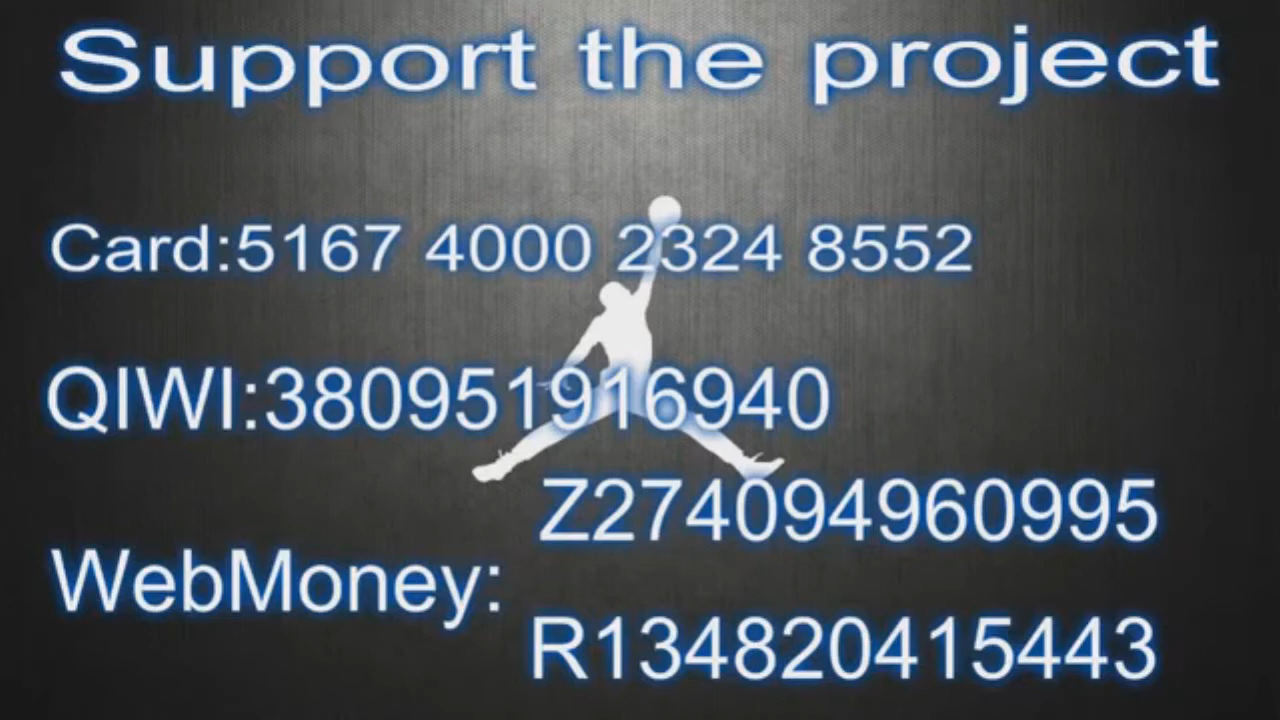 Support the project
Card:5167 4000 2324 8552
QIWI:380951916940
Z274094960995
WebMoney:
R134820415443